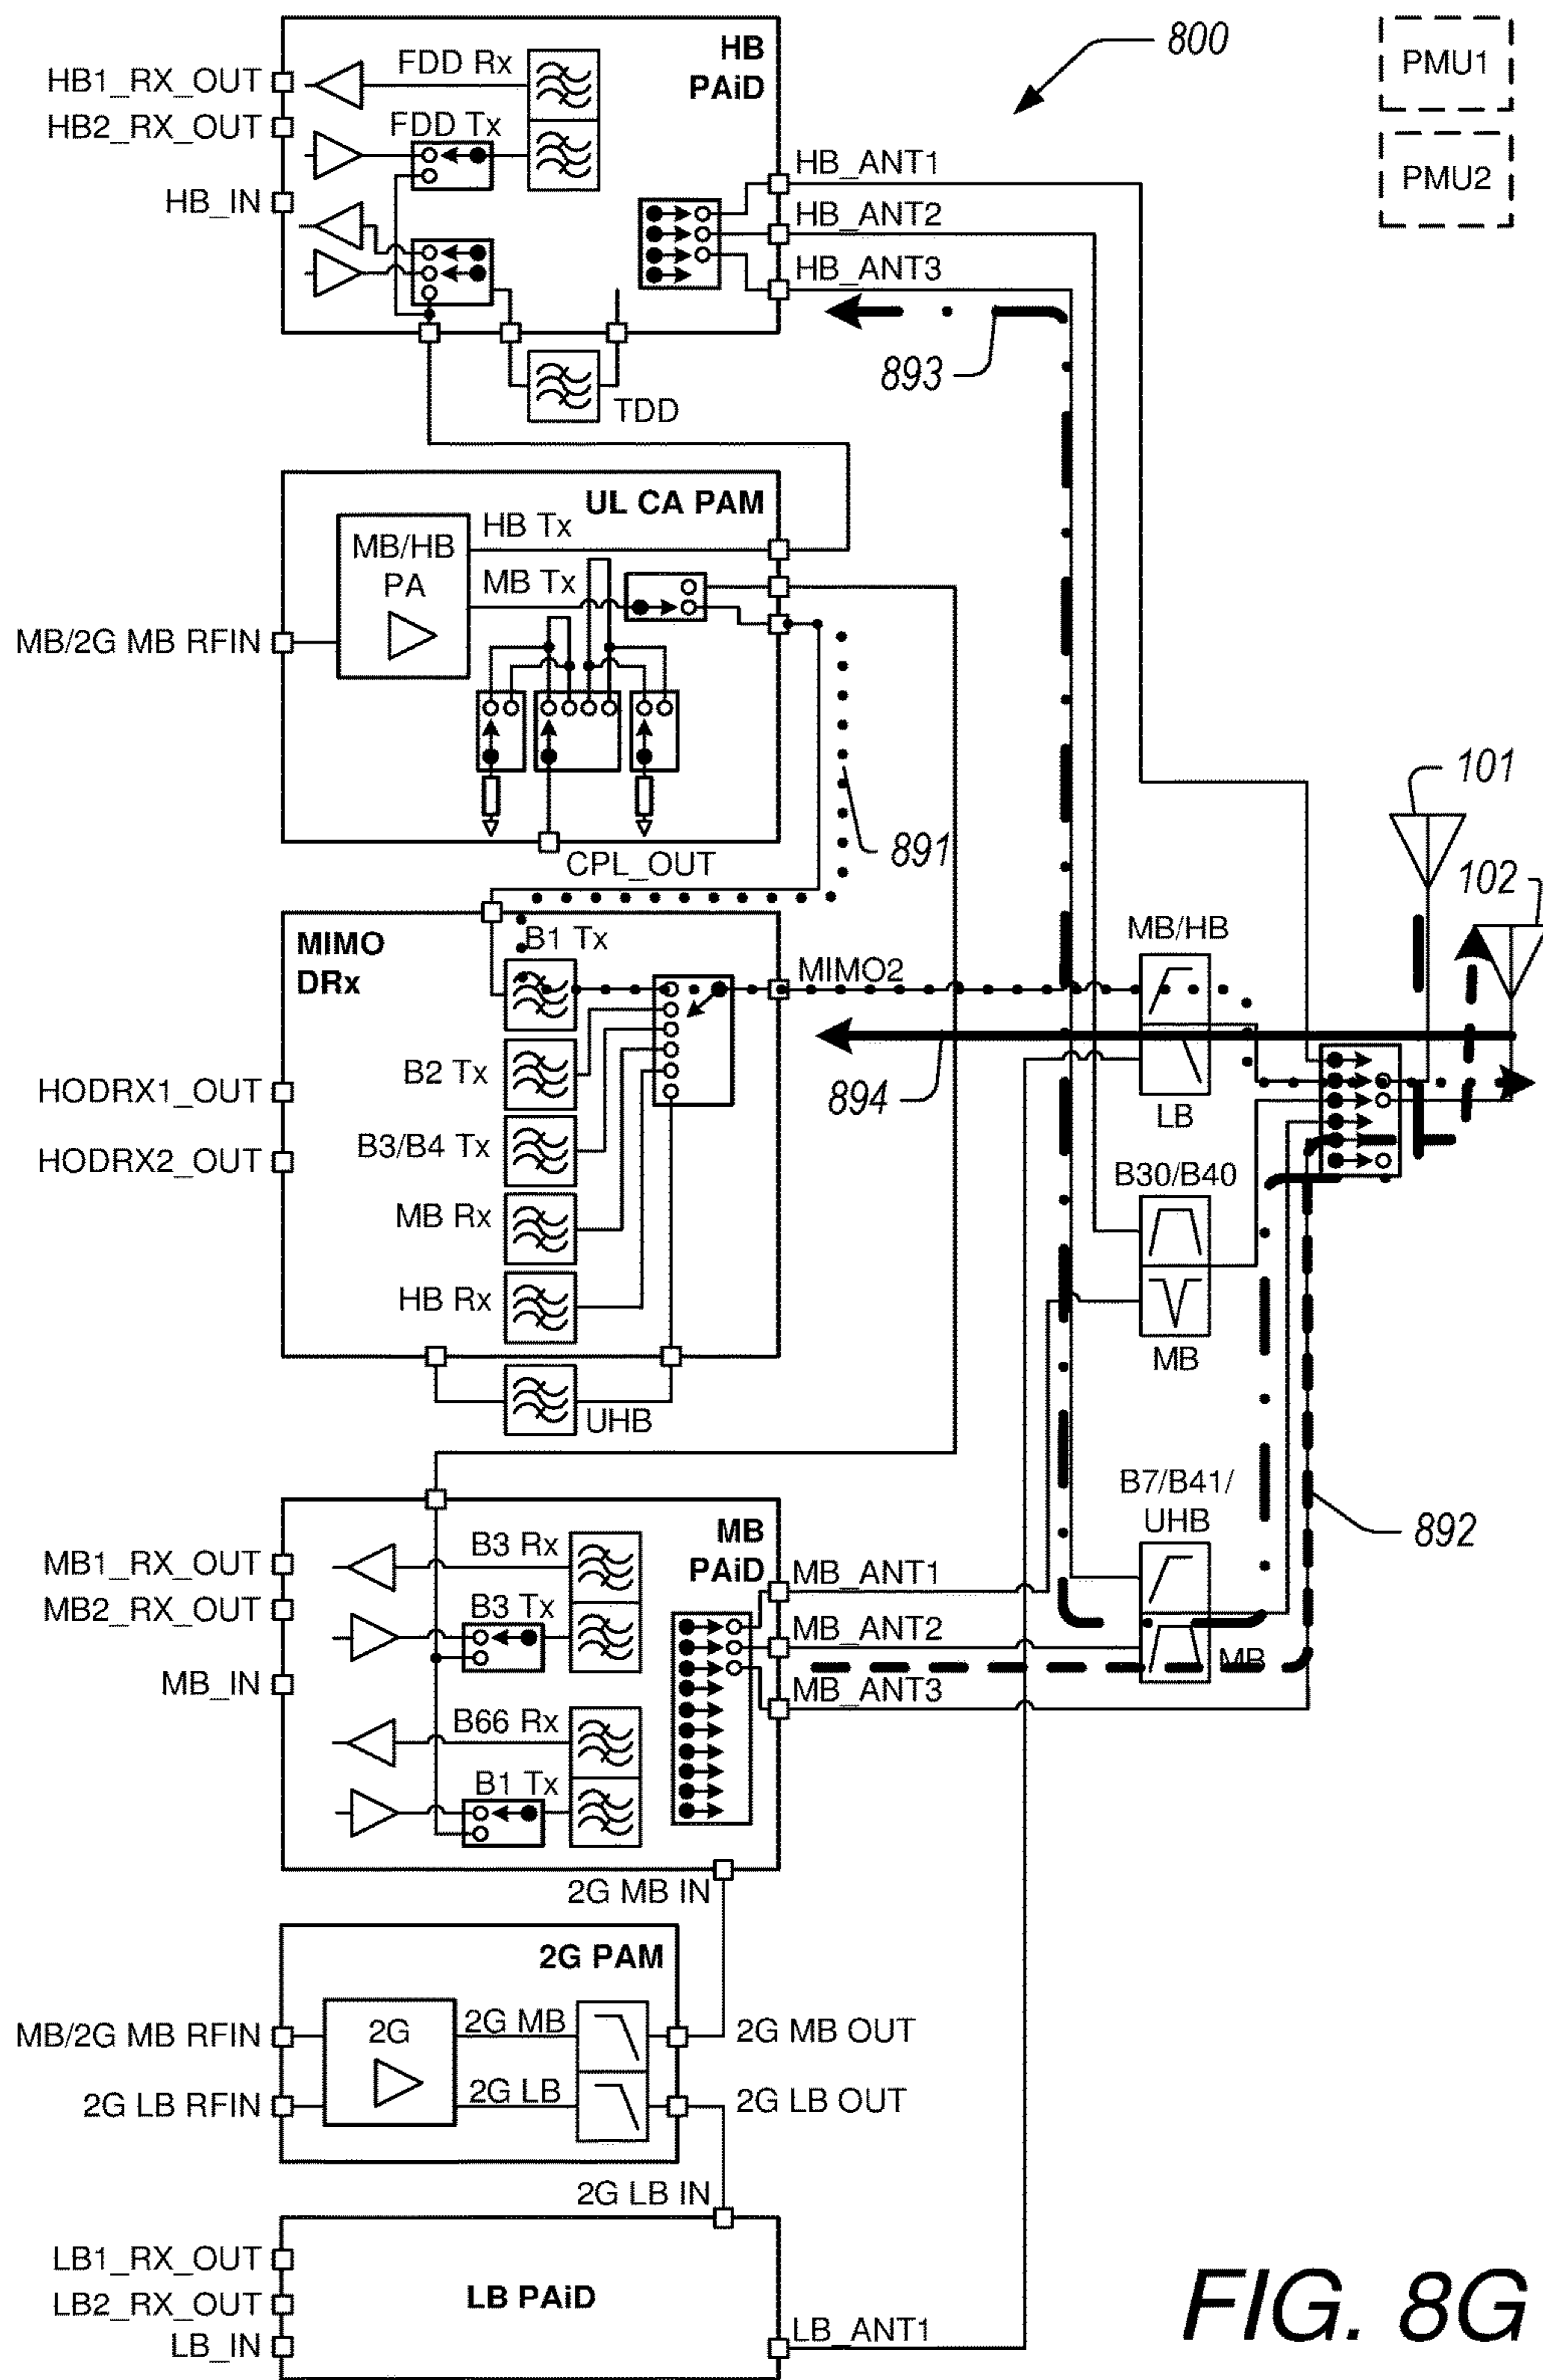 HB
PAiD
800
PMU1
PMU2
HB1_RX_OUT
FDD Rx
HB2_RX_OUT
FDD Tx
HB_IN
HB_ANT1
HB_ANT2
HB_ANT3
893
TDD
UL CA PAM
MB/HB
PA
HB Tx
MB Tx
MB/2G MB RFIN
CPL_OUT
891
101
102
MIMO
DRx
B1 Tx
MIMO2
MB/HB
LB
B2 Tx
894
HODRX1_OUT
B3/B4 Tx
HODRX2_OUT
MB Rx
B30/B40
MB
HB Rx
UHB
B7/B41/
UHB
MB
892
MB
PAiD
MB1_RX_OUT
B3 Rx
MB2_RX_OUT
B3 Tx
MB_IN
MB_ANT1
MB_ANT2
MB_ANT3
B66 Rx
B1 Tx
2G MB IN
2G PAM
MB/2G MB RFIN
2G
2G MB
2G MB OUT
2G LB RFIN
2G LB
2G LB OUT
2G LB IN
LB1_RX_OUT
LB2_RX_OUT
LB_IN
LB PAiD
LB_ANT1
FIG. 8G